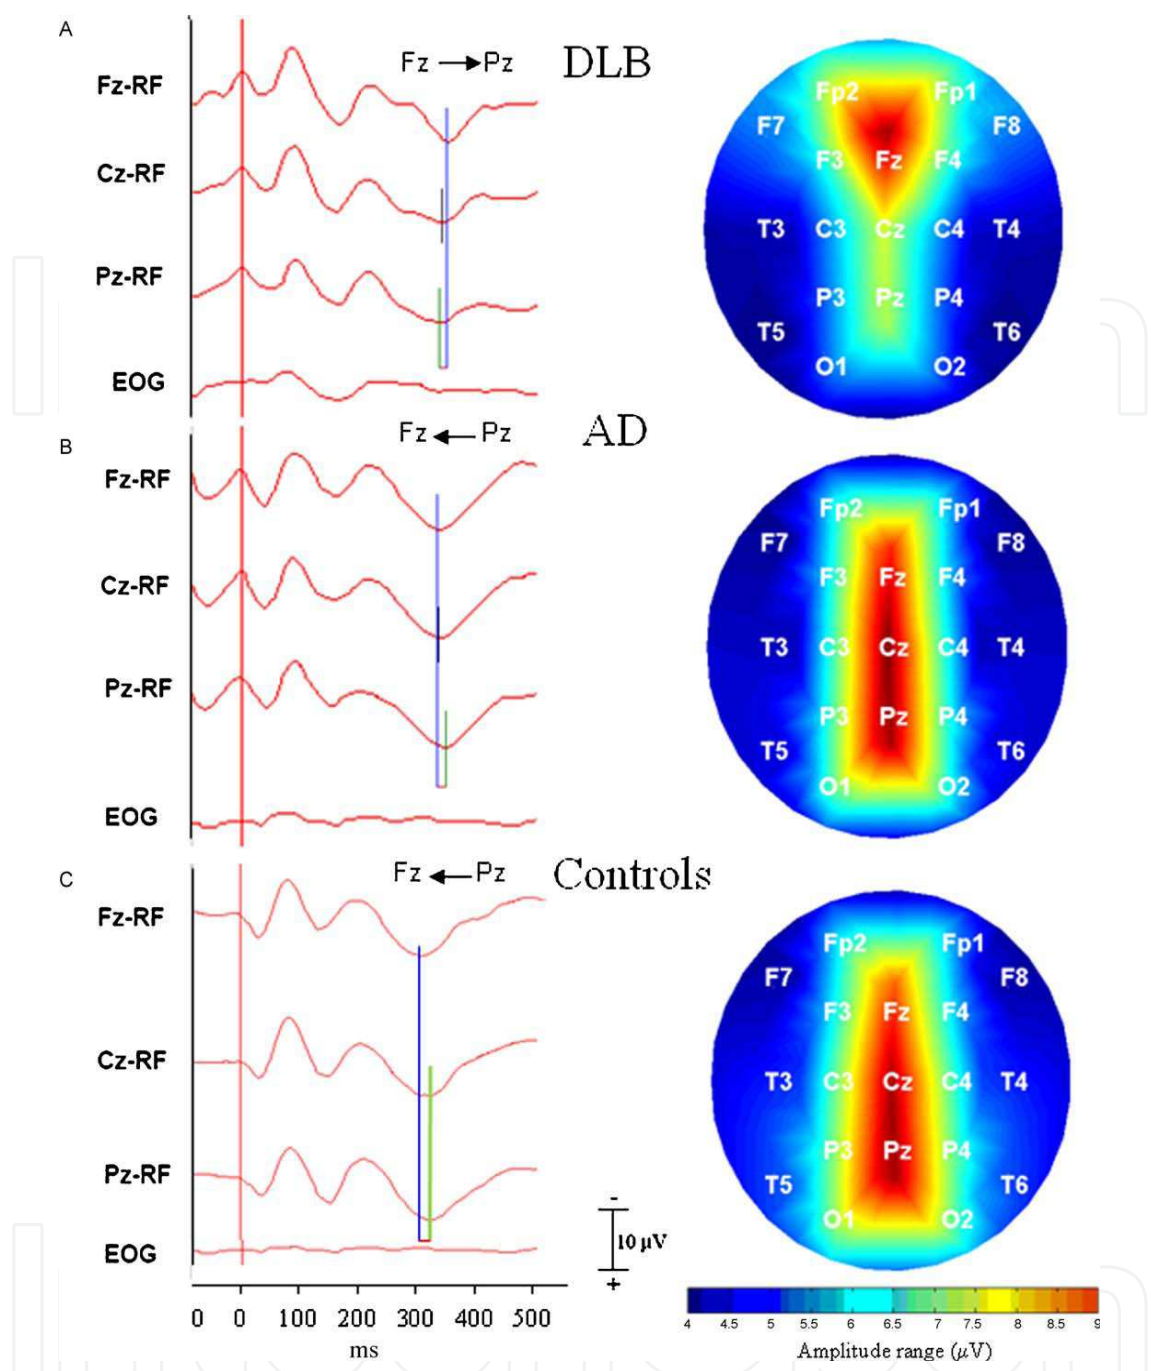 A
Fz → Pz
DLB
Fz-RF
Cz-RF
Pz-RF
EOG
Fp2 Fp1
F7 F8
F3 Fz F4
T3 C3 Cz C4 T4
P3 Pz P4
T5 T6
O1 O2
B
Fz ← Pz
AD
Fz-RF
Cz-RF
Pz-RF
EOG
Fp2 Fp1
F7 F8
F3 Fz F4
T3 C3 Cz C4 T4
P3 Pz P4
T5 T6
O1 O2
C
Fz ← Pz
Controls
Fz-RF
Cz-RF
Pz-RF
EOG
Fp2 Fp1
F7 F8
F3 Fz F4
T3 C3 Cz C4 T4
P3 Pz P4
T5 T6
O1 O2
-
10 µV
+
0 0 100 200 300 400 500
ms
4 4.5 5 5.5 6 6.5 7 7.5 8 8.5 9
Amplitude range (µV)